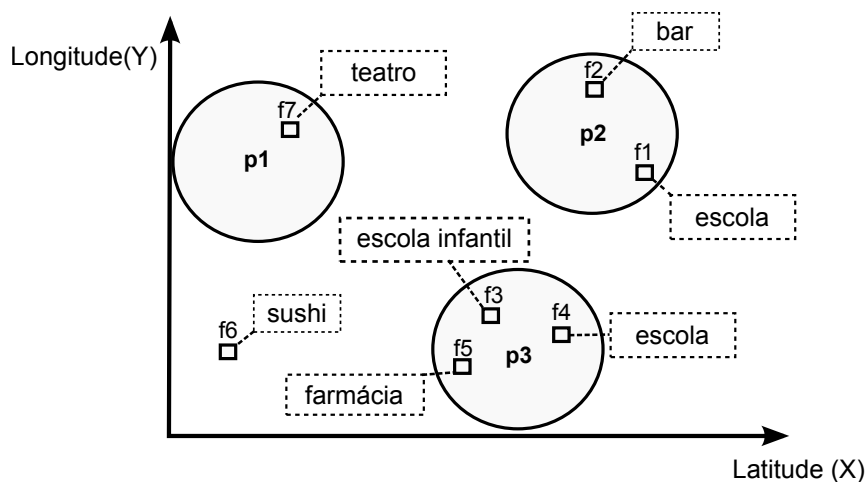 bar
Longitude(Y)
teatro
f2
f7
p2
p1
f1
escola
escola infantil
f3
f4
sushi
escola
f6
f5
p3
farmácia
Latitude (X)